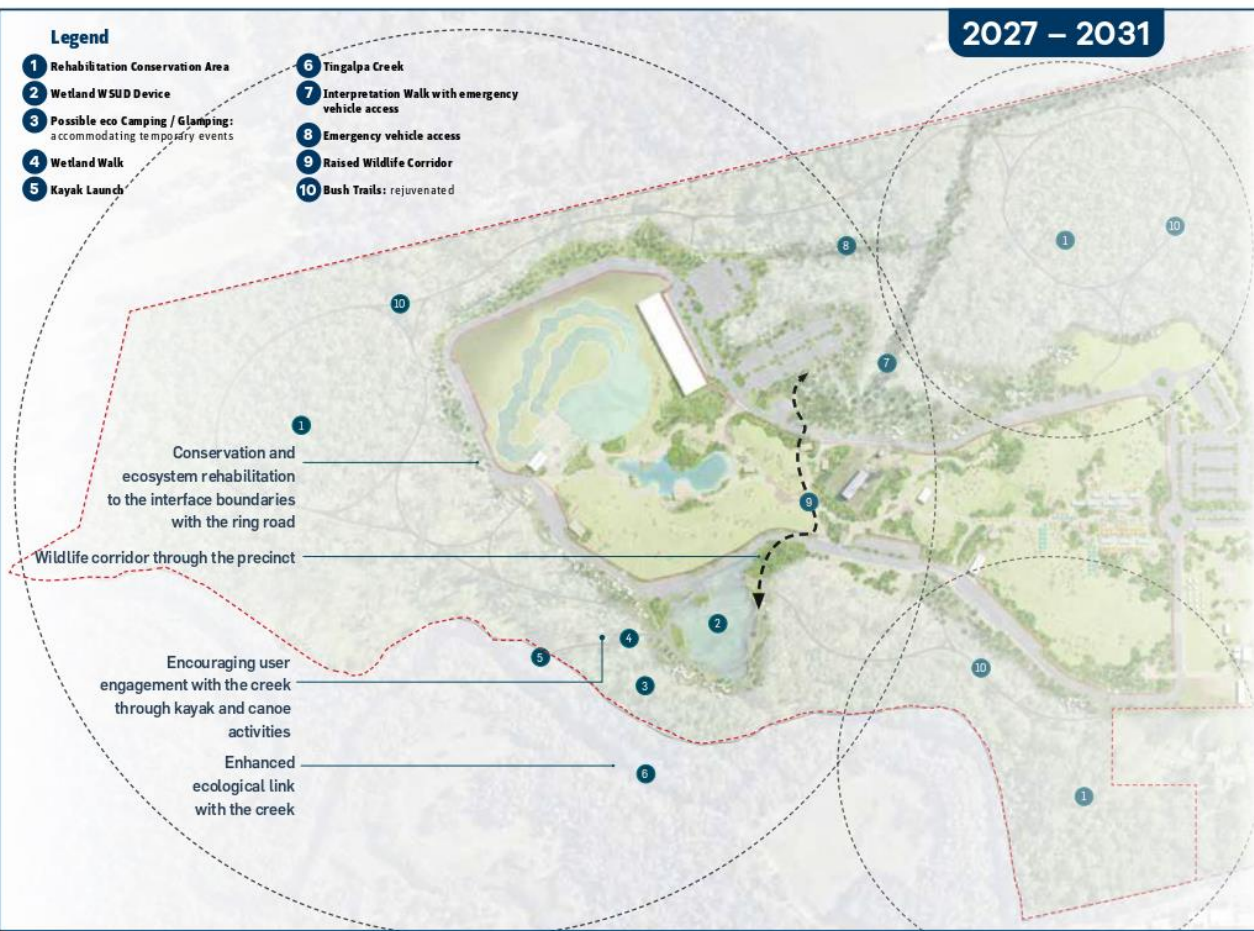 2027 – 2031
Legend
1 Rehabilitation Conservation Area
2 Wetland WSUD Device
3 Possible eco Camping / Glamping:
accommodating temporary events
4 Wetland Walk
5 Kayak Launch
6 Tingalpa Creek
7 Interpretation Walk with emergency
vehicle access
8 Emergency vehicle access
9 Raised Wildlife Corridor
10 Bush Trails: rejuvenated
10
1
8
10
7
1
Conservation and
ecosystem rehabilitation
to the interface boundaries
with the ring road
9
Wildlife corridor through the precinct
2
4
5
10
3
Encouraging user
engagement with the creek
through kayak and canoe
activities
6
1
Enhanced
ecological link
with the creek